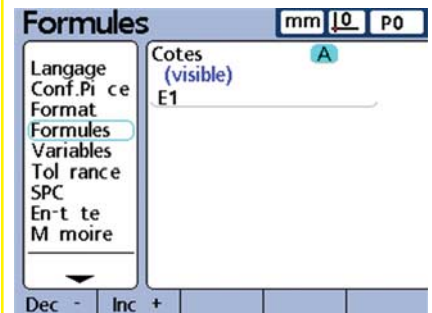 Formules mm 0 P0
Langage
Conf.Pi ce
Format
Formules
Variables
Tol rance
SPC
En-t te
M moire
Cotes A
(visible)
E1
Dec - Inc +